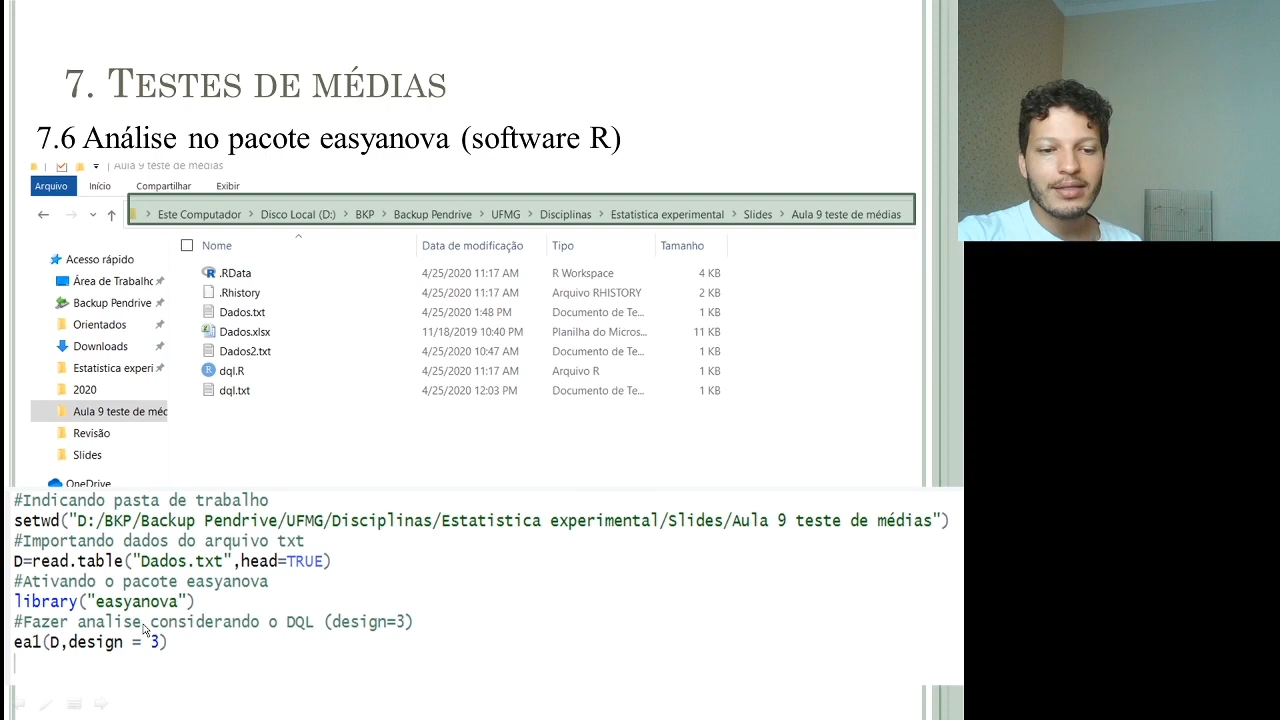 7. Testes de médias
7.6 Análise no pacote easyanova (software R)
Aula 9 teste de médias
Arquivo Início Compartilhar Exibir
Este Computador > Disco Local (D:) > BKP > Backup Pendrive > UFMG > Disciplinas > Estatistica experimental > Slides > Aula 9 teste de médias
Nome Data de modificação Tipo Tamanho
Acesso rápido
Área de Trabalhc
Backup Pendrive
Orientados
Downloads
Estatistica experi
2020
Aula 9 teste de méc
Revisão
Slides
OneDrive
.RData 4/25/2020 11:17 AM R Workspace 4 KB
.Rhistory 4/25/2020 11:17 AM Arquivo RHISTORY 2 KB
Dados.txt 4/25/2020 1:48 PM Documento de Te... 1 KB
Dados.xlsx 11/18/2019 10:40 PM Planilha do Micros... 11 KB
Dados2.txt 4/25/2020 10:47 AM Documento de Te... 1 KB
dql.R 4/25/2020 11:17 AM Arquivo R 1 KB
dql.txt 4/25/2020 12:03 PM Documento de Te... 1 KB
#Indicando pasta de trabalho
setwd("D:/BKP/Backup Pendrive/UFMG/Disciplinas/Estatistica experimental/Slides/Aula 9 teste de médias")
#Importando dados do arquivo txt
D=read.table("Dados.txt",head=TRUE)
#Ativando o pacote easyanova
library("easyanova")
#Fazer analise considerando o DQL (design=3)
ea1(D,design = 3)